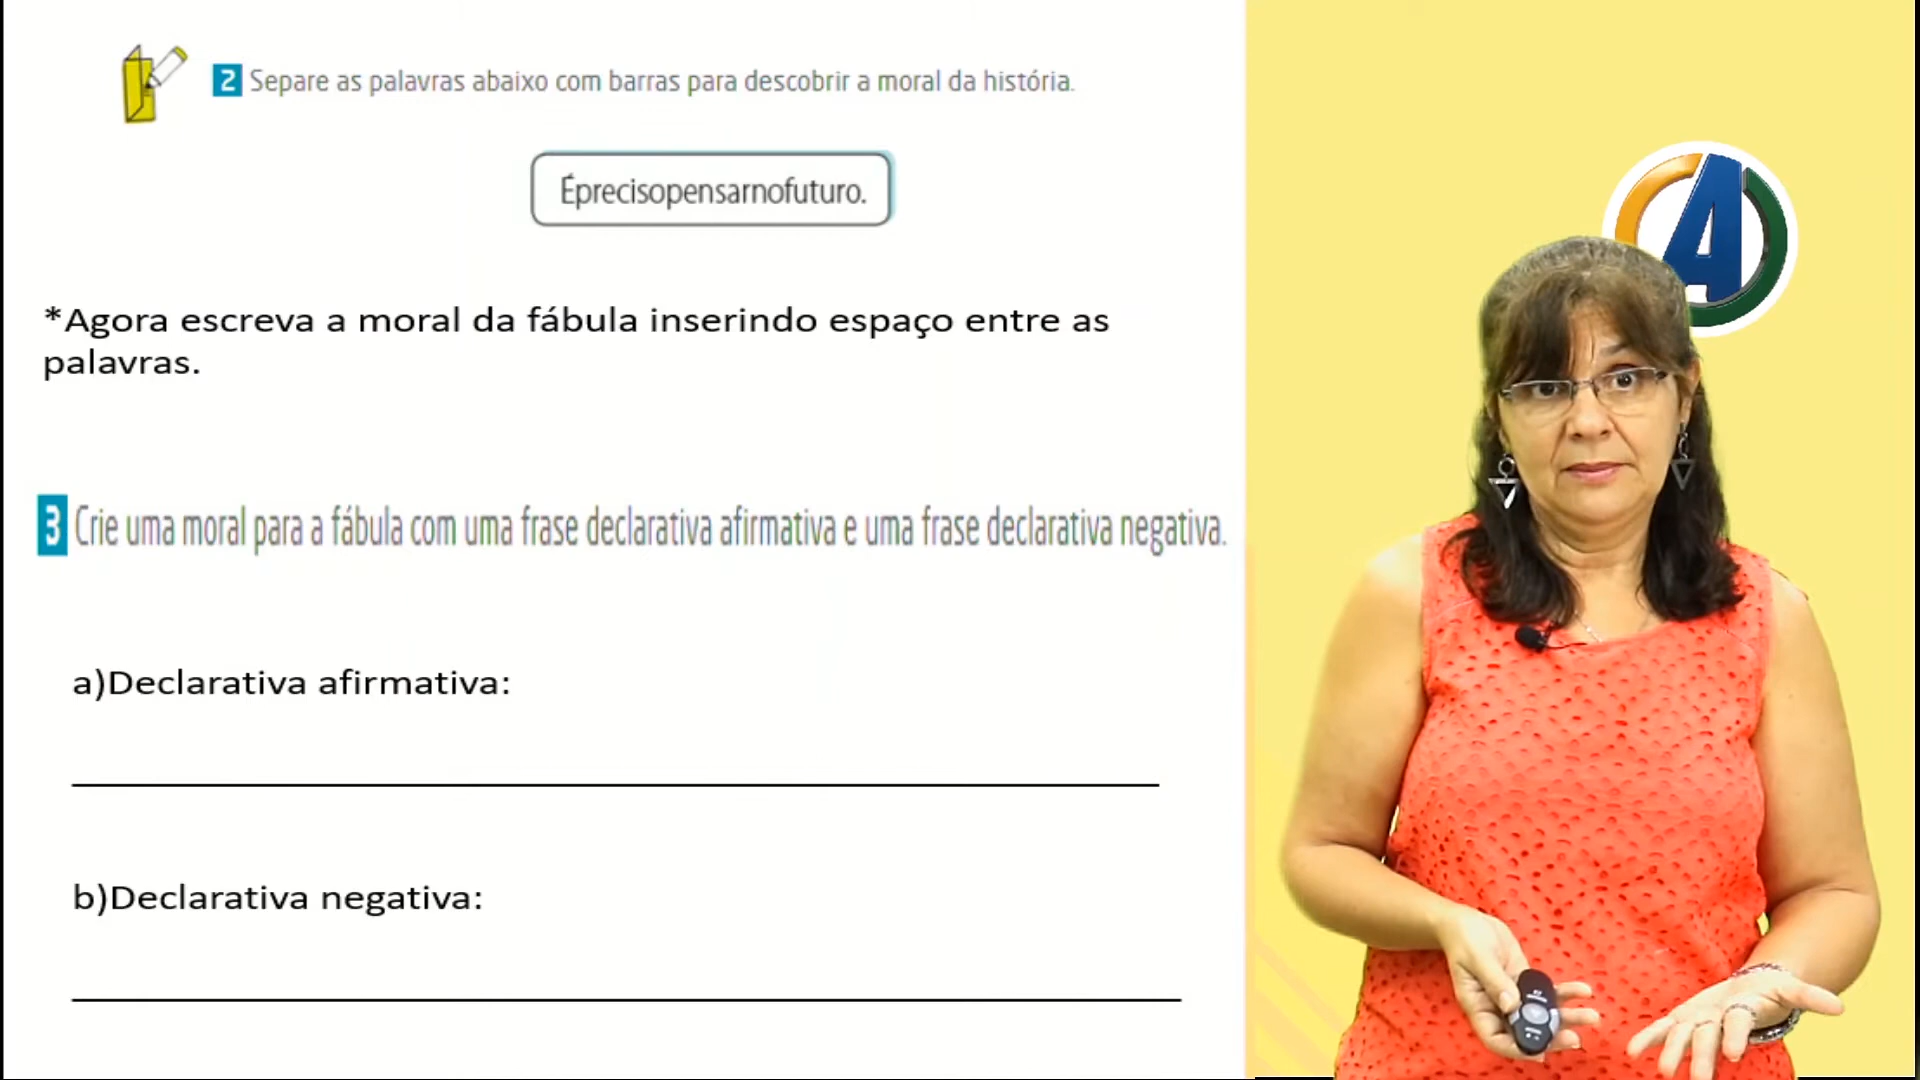 2 Separe as palavras abaixo com barras para descobrir a moral da história.
Éprecisopensarnofuturo.
*Agora escreva a moral da fábula inserindo espaço entre as
palavras.
3 Crie uma moral para a fábula com uma frase declarativa afirmativa e uma frase declarativa negativa.
a)Declarativa afirmativa:
b)Declarativa negativa:
A